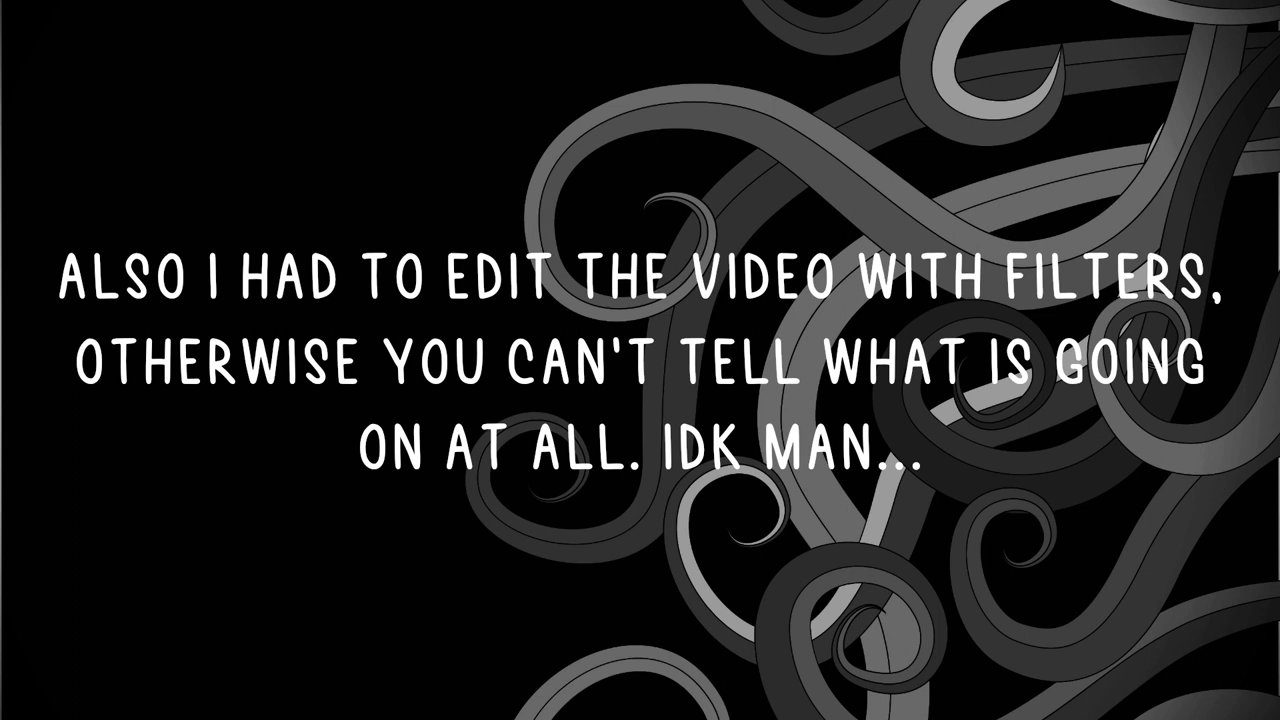 ALSO I HAD TO EDIT THE VIDEO WITH FILTERS,
OTHERWISE YOU CAN'T TELL WHAT IS GOING
ON AT ALL. IDK MAN...